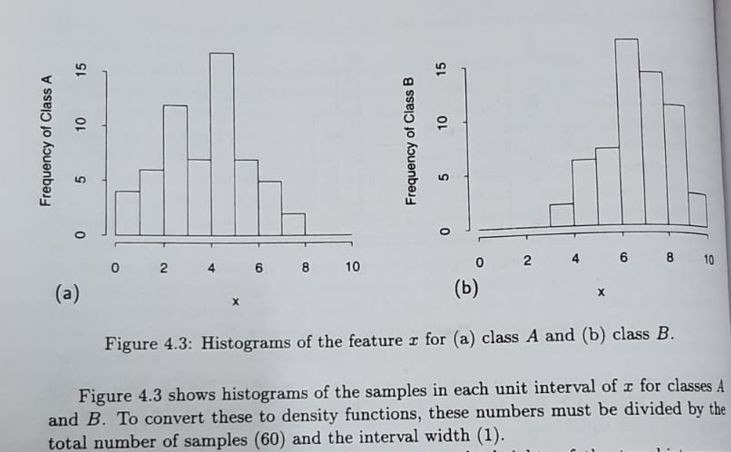 Frequency of Class A
15
10
5
0
0 2 4 6 8 10
x
(a)
Frequency of Class B
15
10
5
0
0 2 4 6 8 10
x
(b)
Figure 4.3: Histograms of the feature x for (a) class A and (b) class B.
Figure 4.3 shows histograms of the samples in each unit interval of x for classes A
and B. To convert these to density functions, these numbers must be divided by the
total number of samples (60) and the interval width (1).